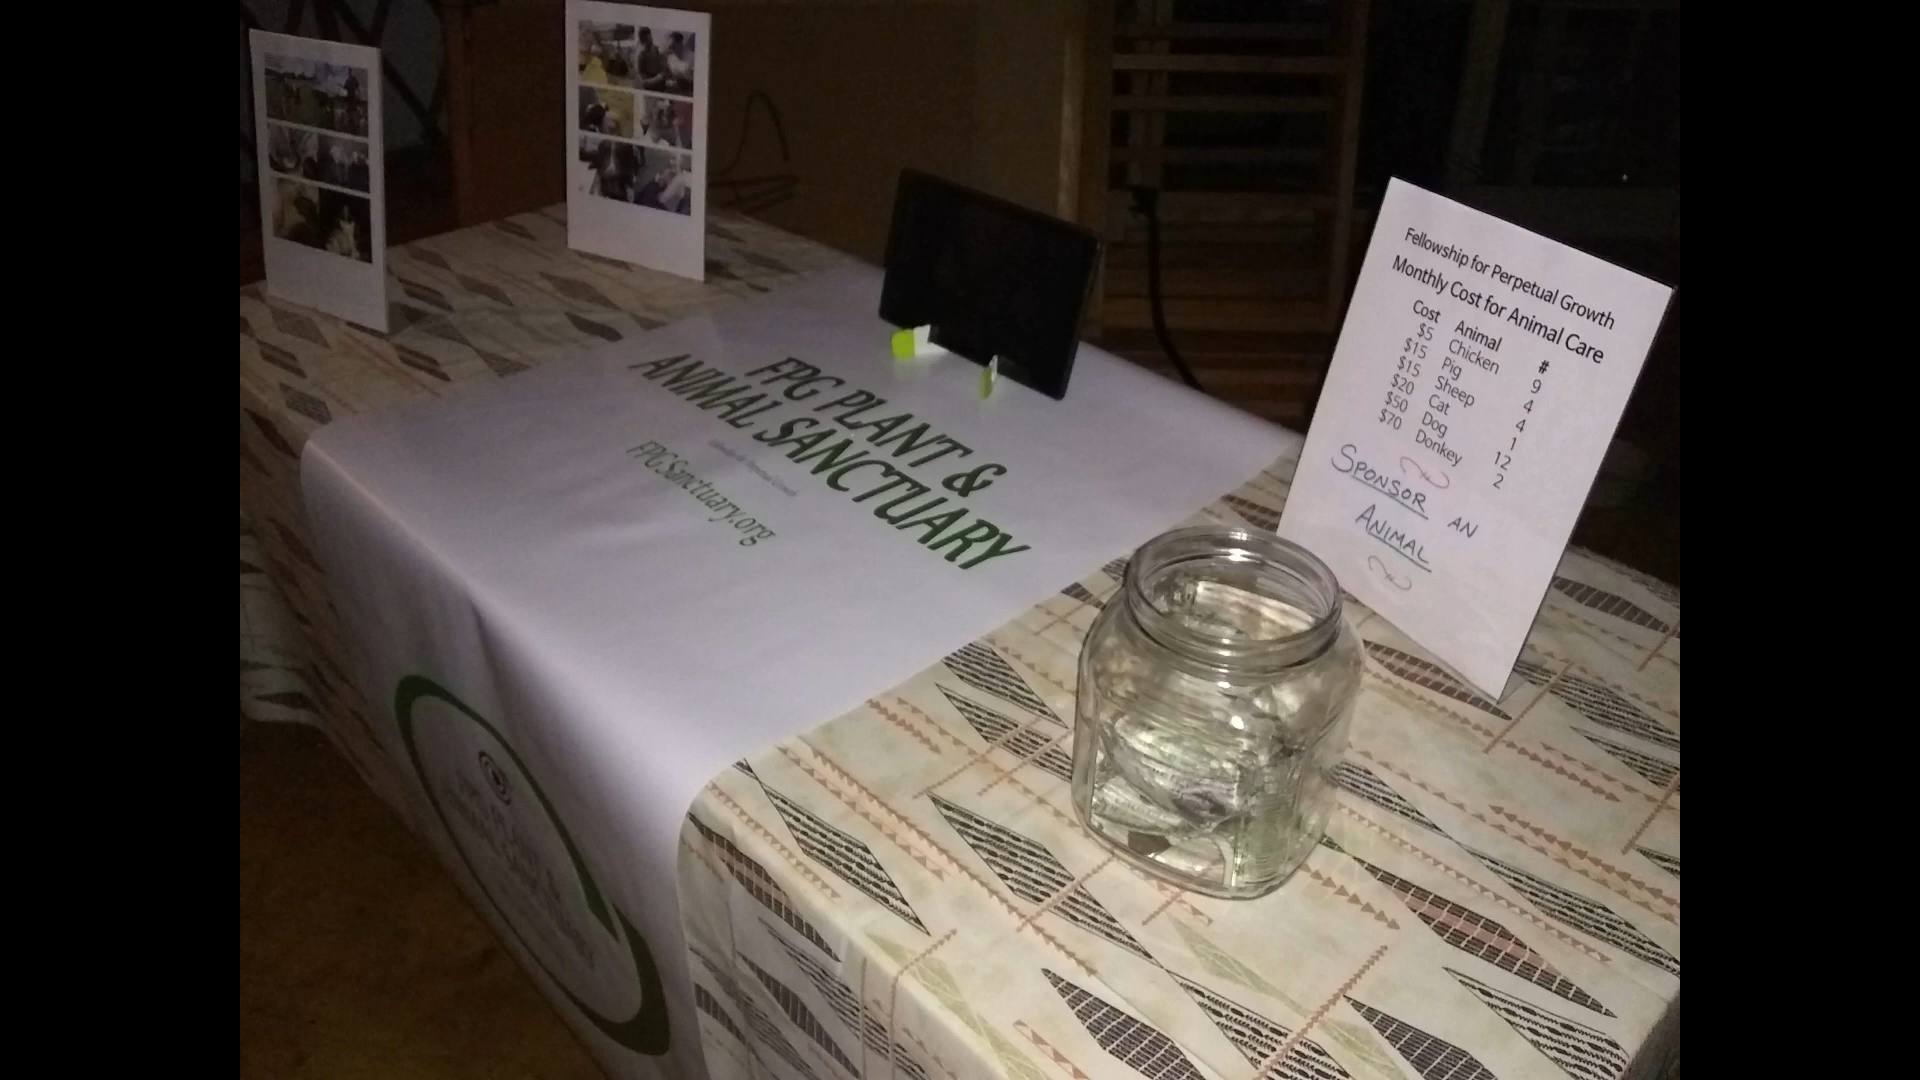 FPG PLANT &
ANIMAL SANCTUARY
FPGSanctuary.org
Fellowship for Perpetual Growth
Monthly Cost for Animal Care
Cost Animal #
$5 Chicken 9
$15 Pig 4
$15 Sheep 4
$20 Cat 1
$50 Dog 12
$70 Donkey 2
SPONSOR AN
ANIMAL